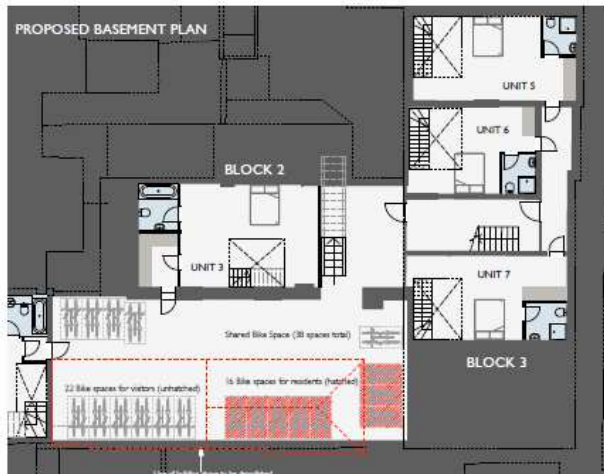 PROPOSED BASEMENT PLAN
UNIT 5
UNIT 6
BLOCK 2
UNIT 3
UNIT 7
Shared Bike Space (38 spaces total)
BLOCK 3
22 Bike spaces for visitors (unhatched)
16 Bike spaces for residents (hatched)